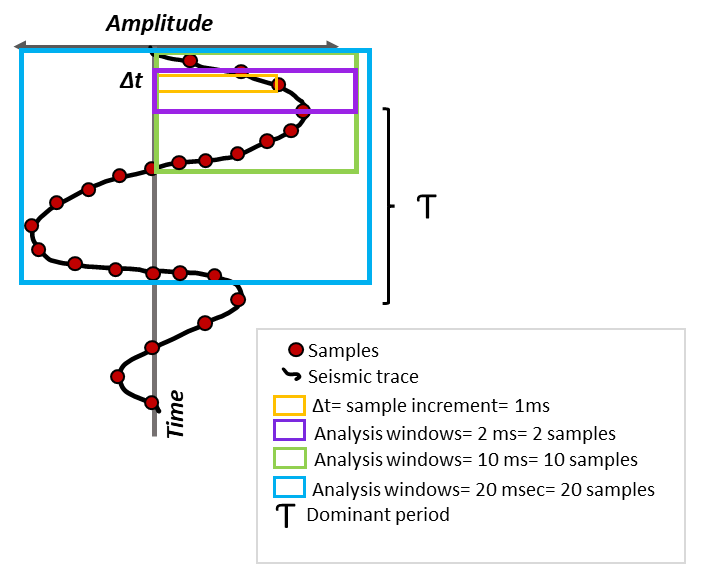 Amplitude
Δt
Ƭ
Time
Samples
Seismic trace
Δt= sample increment= 1ms
Analysis windows= 2 ms= 2 samples
Analysis windows= 10 ms= 10 samples
Analysis windows= 20 msec= 20 samples
Ƭ Dominant period